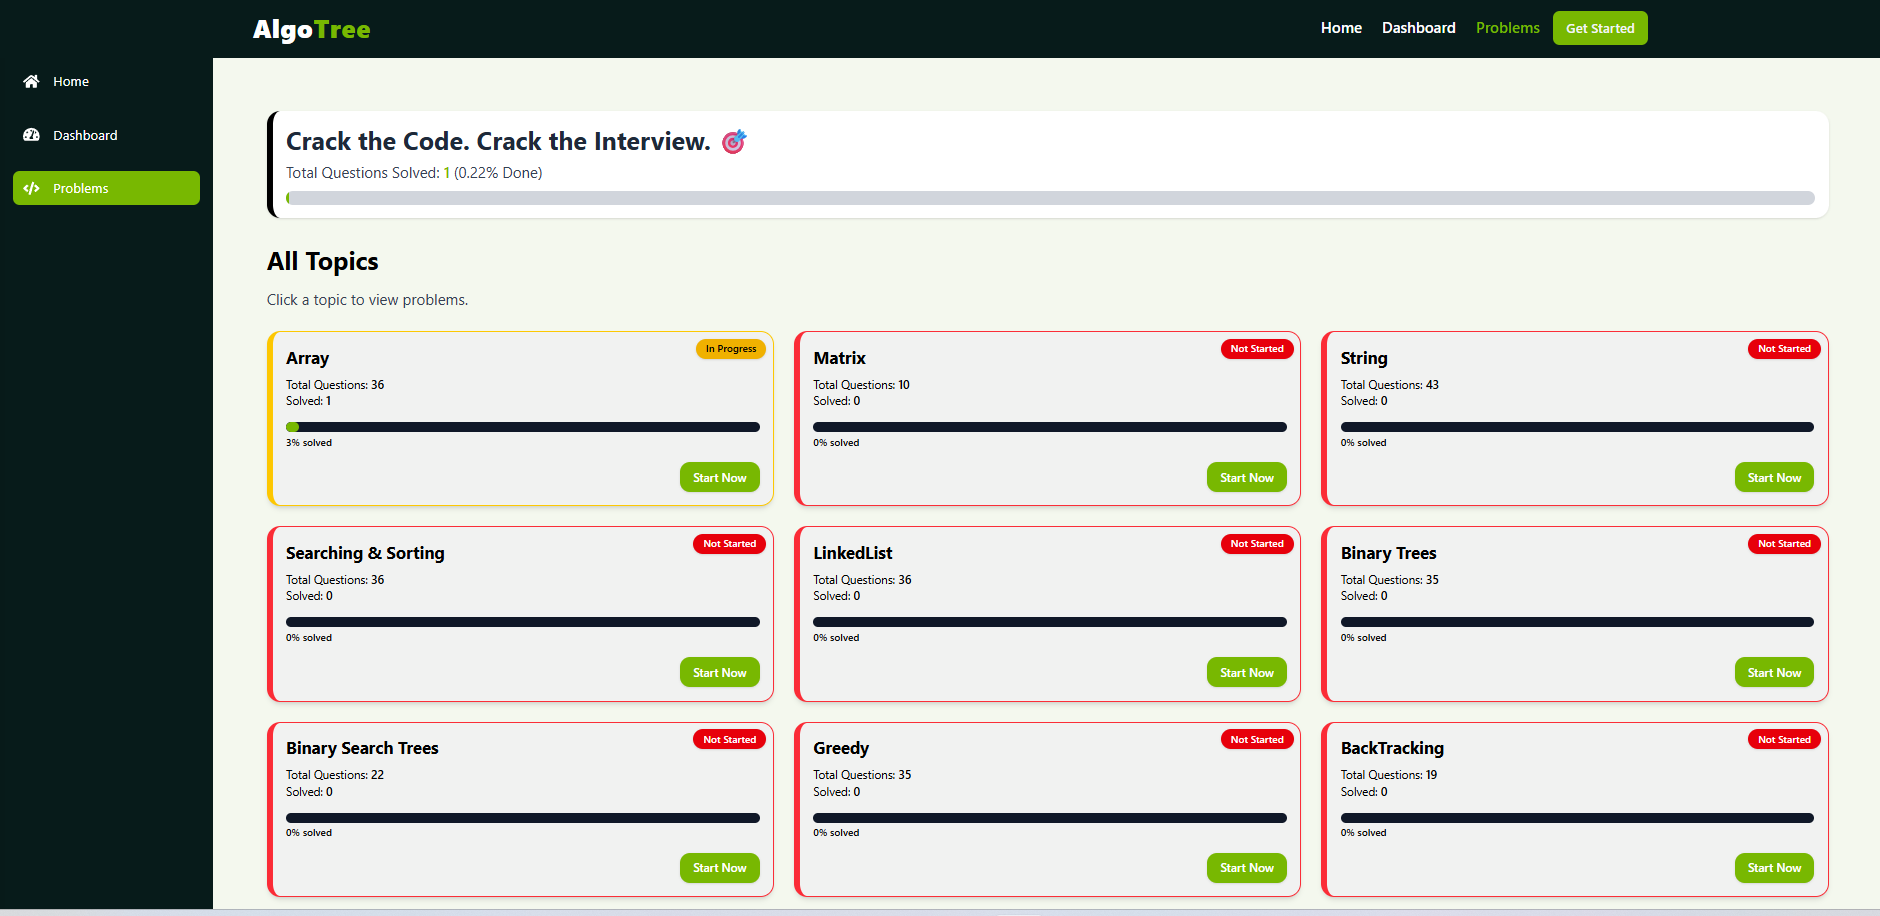 AlgoTree
Home
Dashboard
Problems
Get Started
Home
Dashboard
Problems
Crack the Code. Crack the Interview. 🎯
Total Questions Solved: 1 (0.22% Done)
All Topics
Click a topic to view problems.
Array
In Progress
Total Questions: 36
Solved: 1
3% solved
Start Now
Matrix
Not Started
Total Questions: 10
Solved: 0
0% solved
Start Now
String
Not Started
Total Questions: 43
Solved: 0
0% solved
Start Now
Searching & Sorting
Not Started
Total Questions: 36
Solved: 0
0% solved
Start Now
LinkedList
Not Started
Total Questions: 36
Solved: 0
0% solved
Start Now
Binary Trees
Not Started
Total Questions: 35
Solved: 0
0% solved
Start Now
Binary Search Trees
Not Started
Total Questions: 22
Solved: 0
0% solved
Start Now
Greedy
Not Started
Total Questions: 35
Solved: 0
0% solved
Start Now
BackTracking
Not Started
Total Questions: 19
Solved: 0
0% solved
Start Now